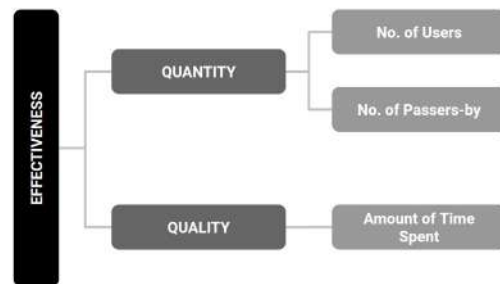 EFFECTIVENESS
QUANTITY
No. of Users
No. of Passers-by
QUALITY
Amount of Time
Spent